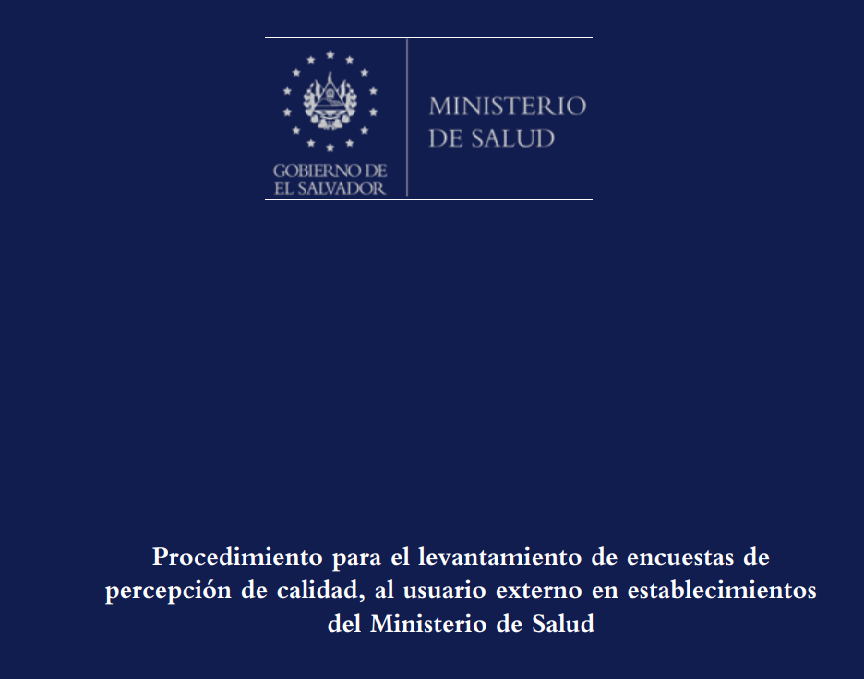 MINISTERIO
DE SALUD
GOBIERNO DE
EL SALVADOR
Procedimiento para el levantamiento de encuestas de
percepción de calidad, al usuario externo en establecimientos
del Ministerio de Salud